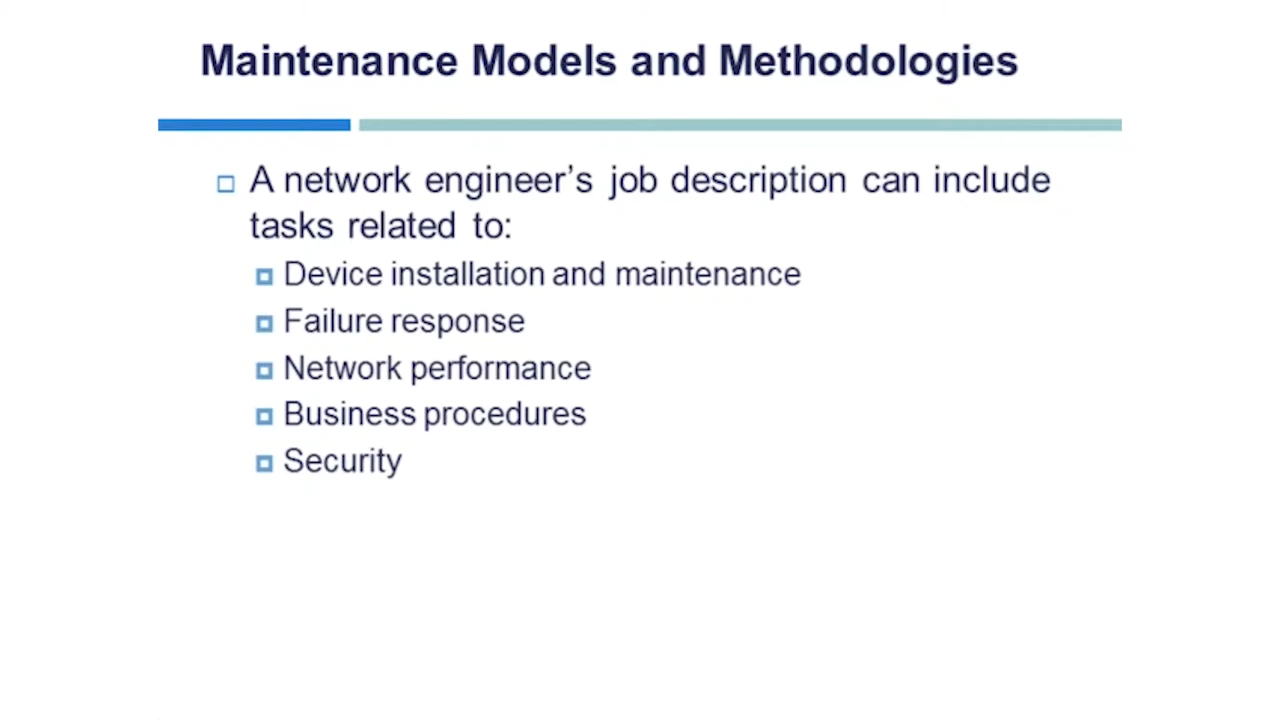 Maintenance Models and Methodologies
A network engineer’s job description can include
tasks related to:
Device installation and maintenance
Failure response
Network performance
Business procedures
Security